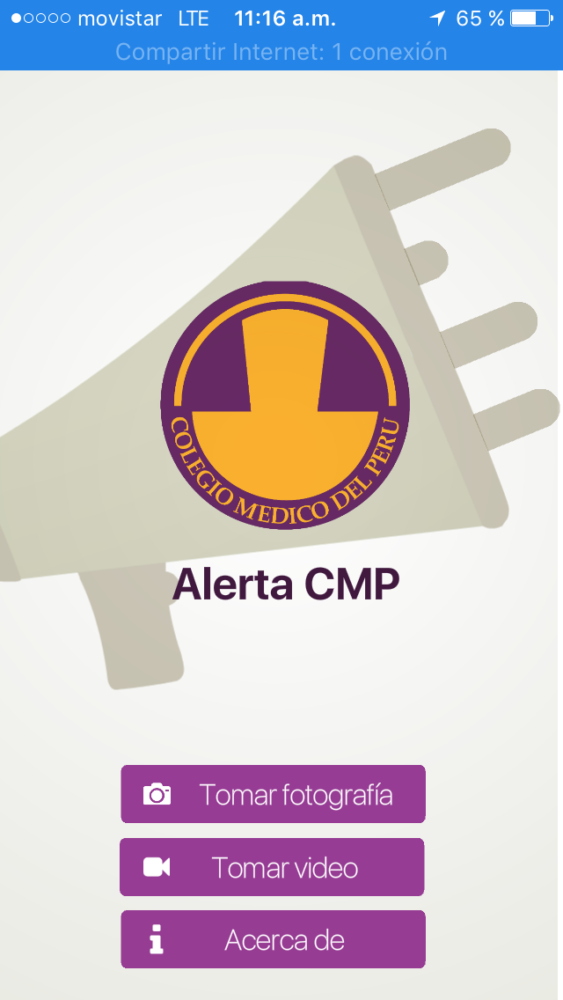 movistar LTE 11:16 a.m. 65 %
Compartir Internet: 1 conexión
COLEGIO MEDICO DEL PERU
Alerta CMP
Tomar fotografía
Tomar video
Acerca de